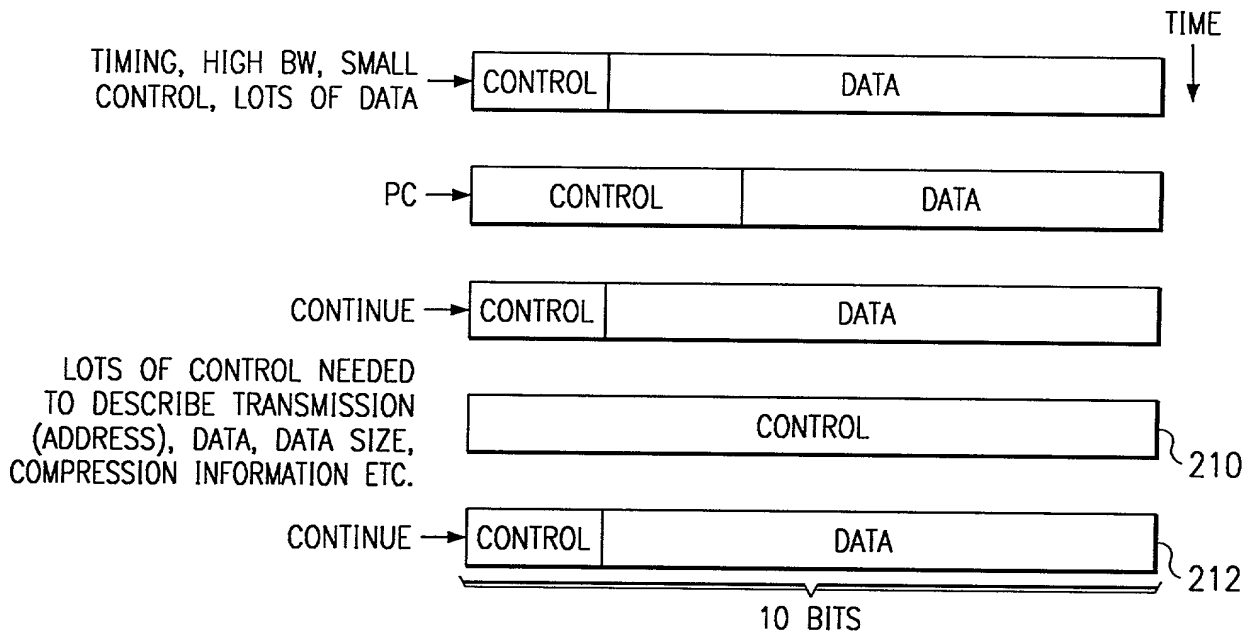 TIME
TIMING, HIGH BW, SMALL
CONTROL, LOTS OF DATA
CONTROL
DATA
PC
CONTROL
DATA
CONTINUE
CONTROL
DATA
LOTS OF CONTROL NEEDED
TO DESCRIBE TRANSMISSION
(ADDRESS), DATA, DATA SIZE,
COMPRESSION INFORMATION ETC.
CONTROL
210
CONTINUE
CONTROL
DATA
212
10 BITS